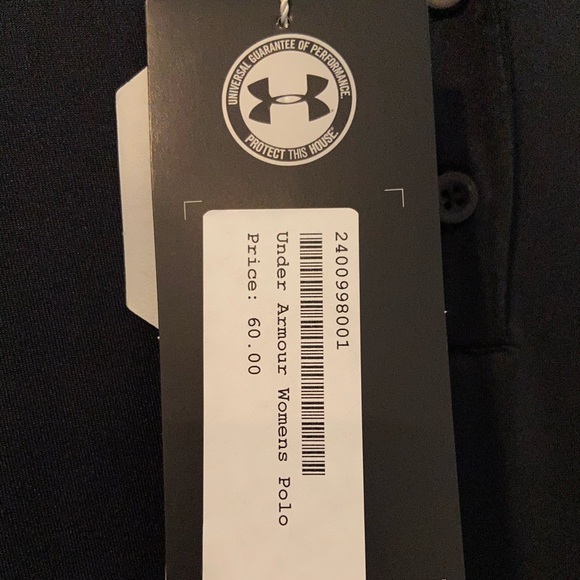 UNIVERSAL GUARANTEE OF PERFORMANCE.
PROTECT THIS HOUSE.
2400998001
Under Armour Womens Polo
Price: 60.00